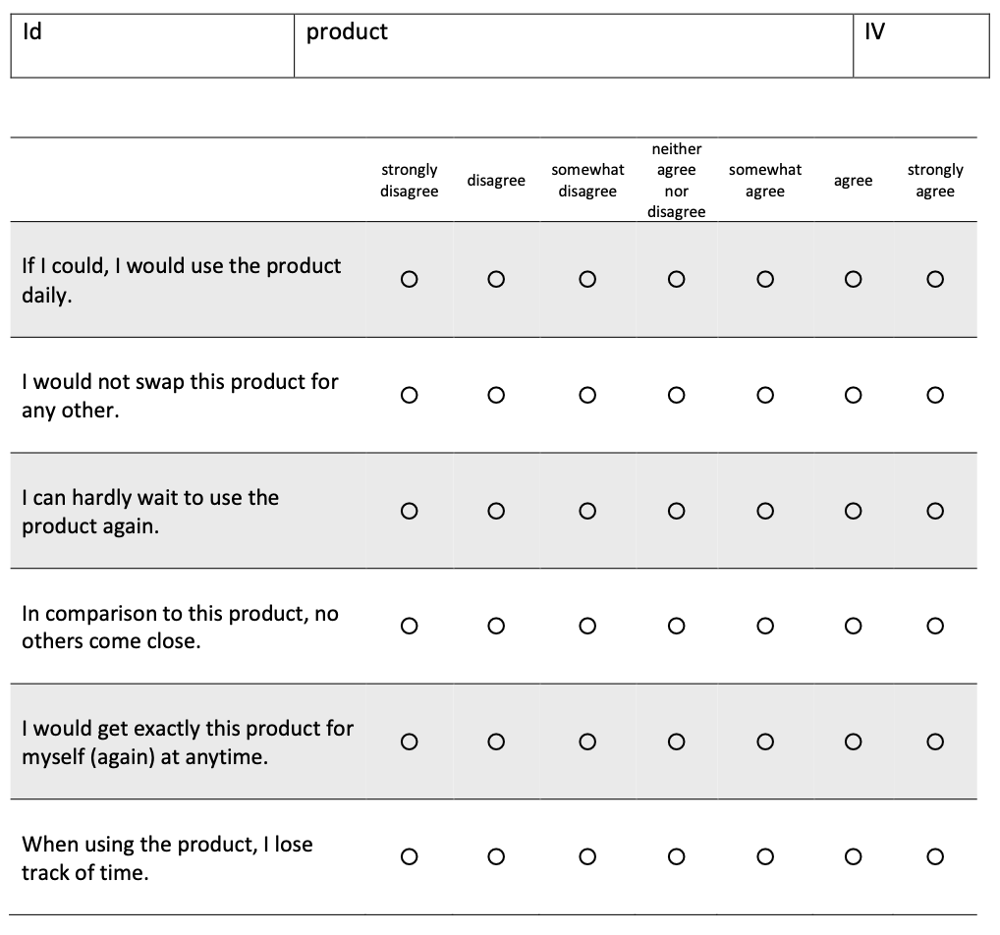 Id
product
IV
strongly
disagree
disagree
somewhat
disagree
neither
agree
nor
disagree
somewhat
agree
agree
strongly
agree
If I could, I would use the product
daily.
I would not swap this product for
any other.
I can hardly wait to use the
product again.
In comparison to this product, no
others come close.
I would get exactly this product for
myself (again) at anytime.
When using the product, I lose
track of time.